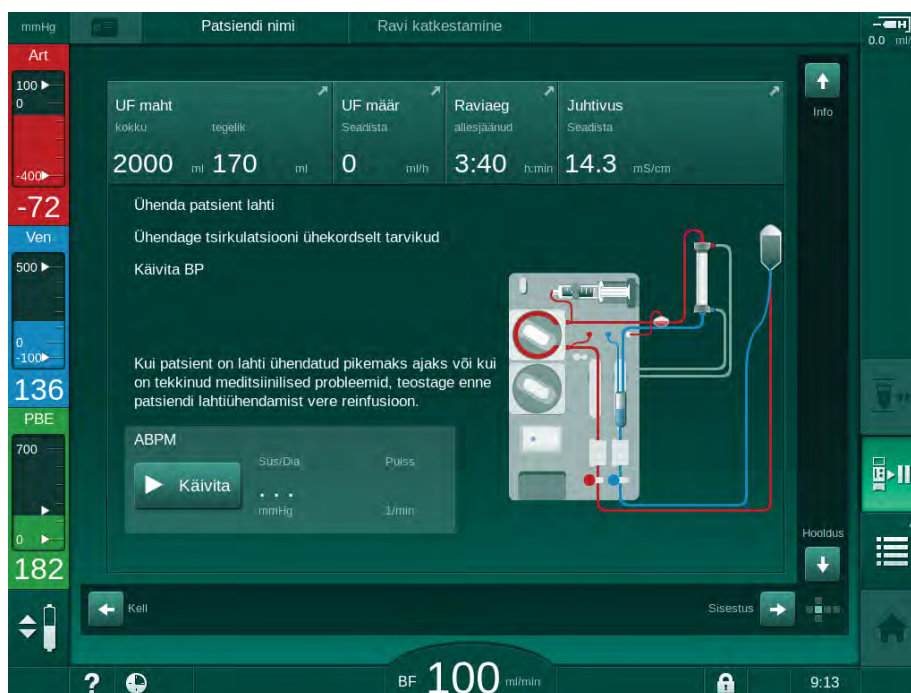 mmHg
Patsiendi nimi
Ravi katkestamine
0.0 ml/
Art
100
0
-400
-72
Ven
500
0
-100
136
PBE
700
0
182
Info
UF maht
kokku tegelik
2000 ml 170 ml
UF määr
Seadista
0 ml/h
Raviaeg
allesjäänud
3:40 h:min
Juhtivus
Seadista
14.3 mS/cm
Ühenda patsient lahti
Ühendage tsirkulatsiooni ühekordselt tarvikud
Käivita BP
Kui patsient on lahti ühendatud pikemaks ajaks või kui
on tekkinud meditsiinilised probleemid, teostage enne
patsiendi lahtiühendamist vere reinfusioon.
ABPM
Käivita
Süs/Dia Puiss
. . .
mmHg 1/min
Hooldus
Kell
Sisestus
? BF 100 ml/min 9:13